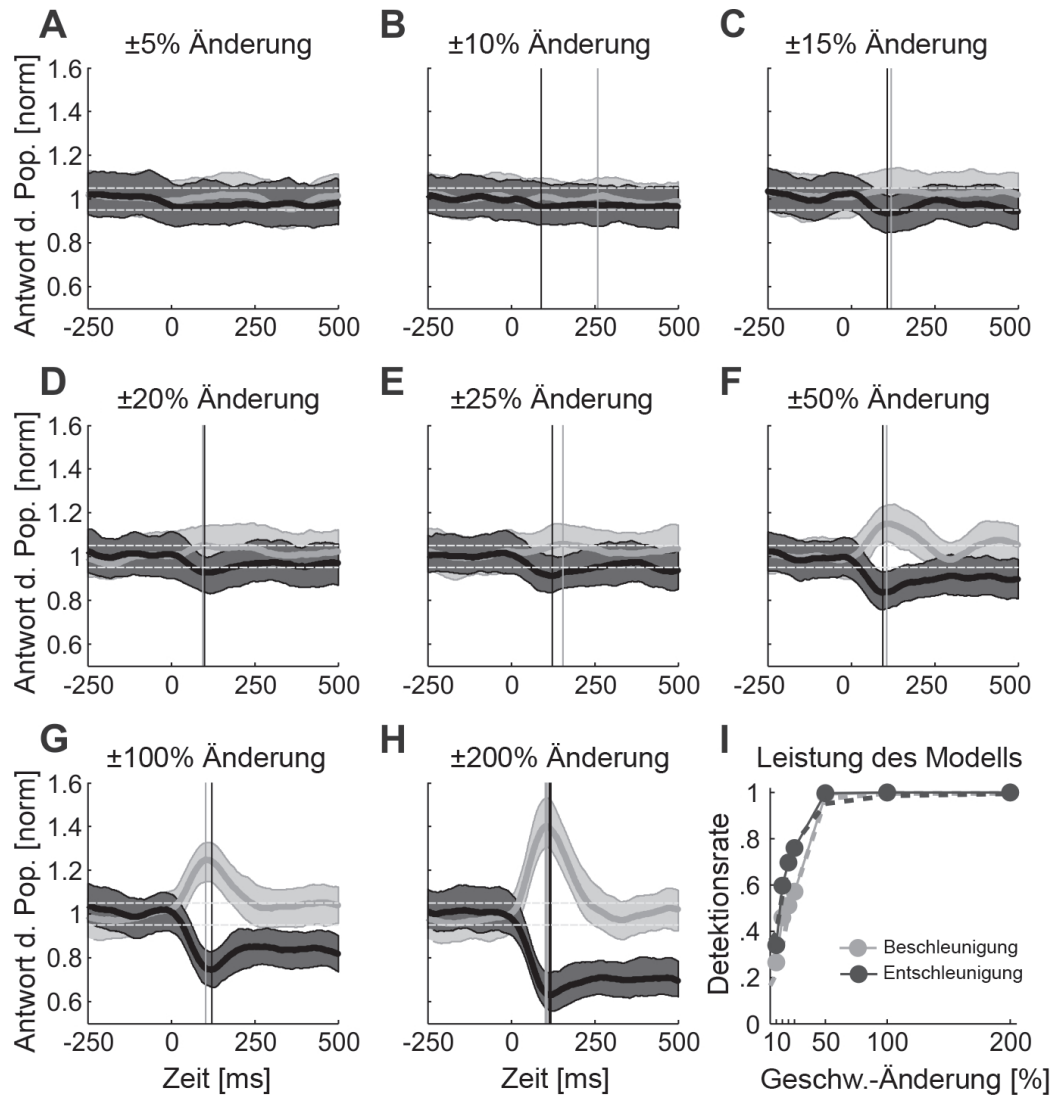 A
±5% Änderung
B
±10% Änderung
C
±15% Änderung
Antwort d. Pop. [norm]
1.6
1.4
1.2
1
0.8
0.6
-250 0 250 500
-250 0 250 500
-250 0 250 500
D
±20% Änderung
E
±25% Änderung
F
±50% Änderung
Antwort d. Pop. [norm]
1.6
1.4
1.2
1
0.8
0.6
-250 0 250 500
-250 0 250 500
-250 0 250 500
G
±100% Änderung
H
±200% Änderung
I
Leistung des Modells
Antwort d. Pop. [norm]
1.6
1.4
1.2
1
0.8
0.6
-250 0 250 500
Zeit [ms]
-250 0 250 500
Zeit [ms]
Detektionsrate
1
.8
.6
.4
.2
0
Beschleunigung
Entschleunigung
10 50 100 200
Geschw.-Änderung [%]